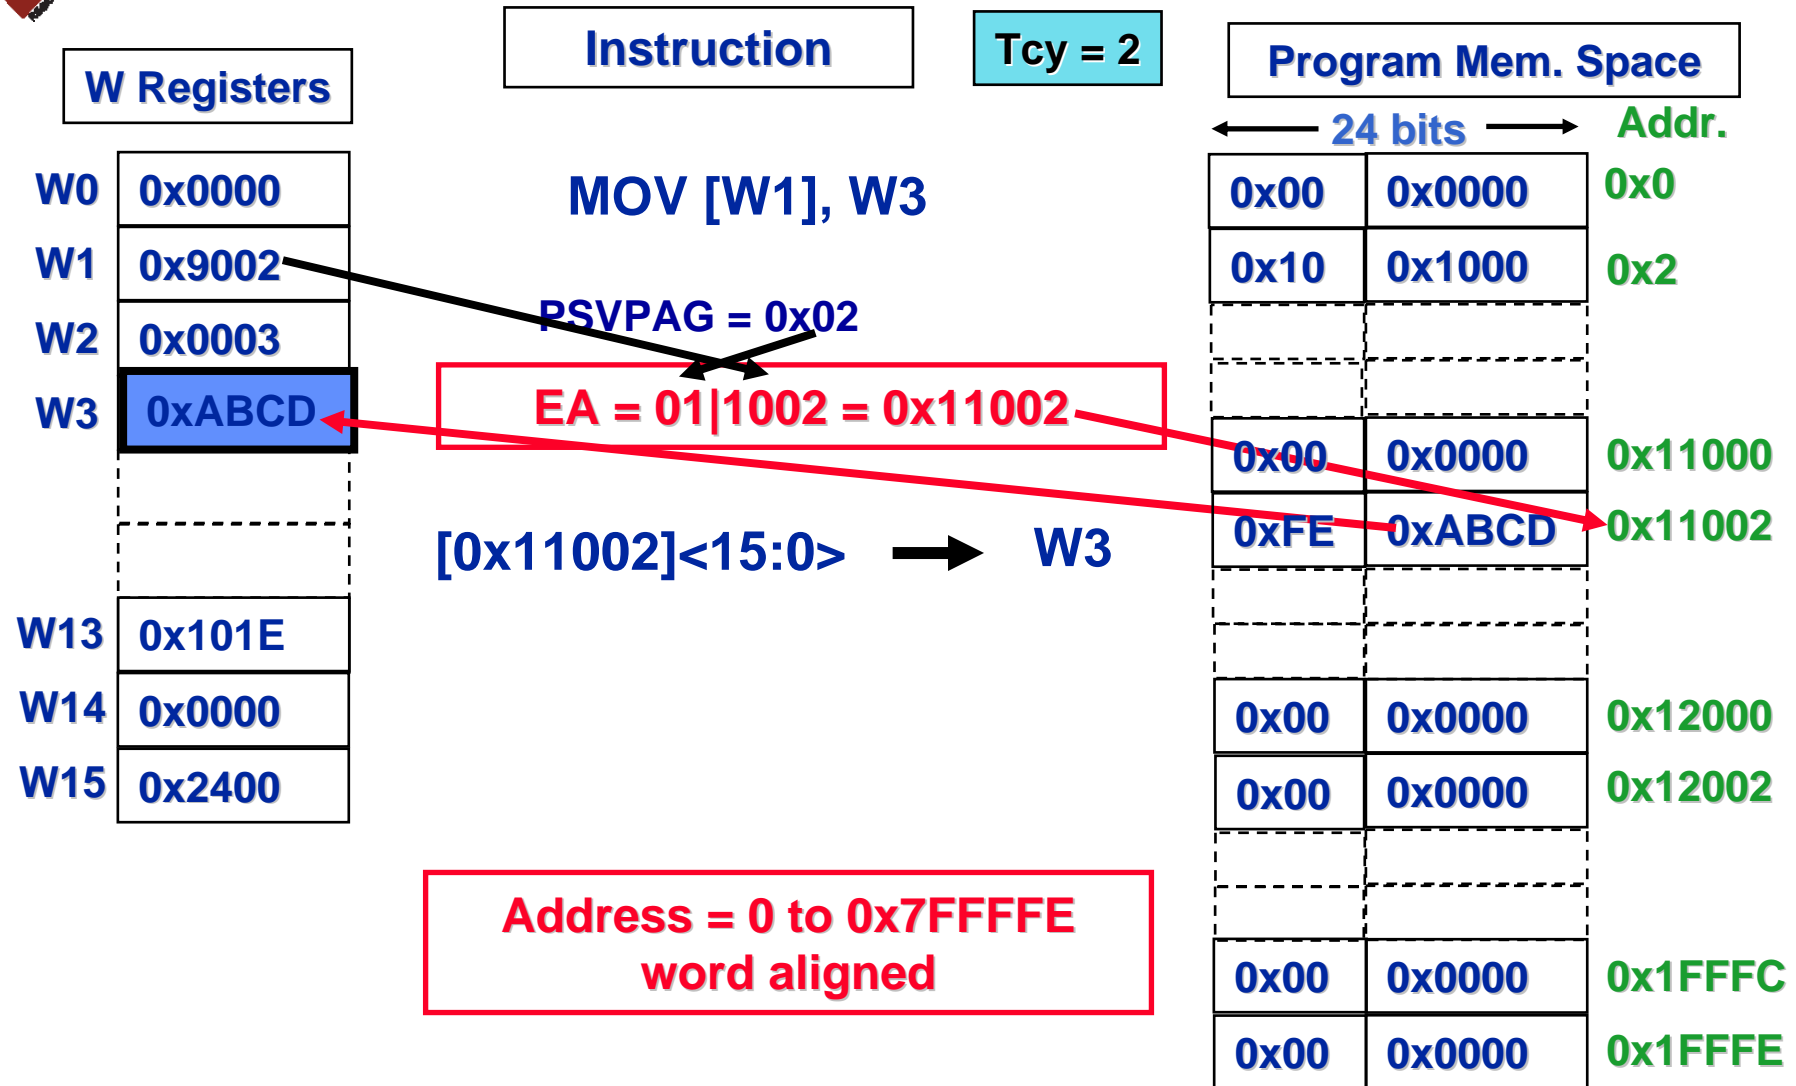 Instruction
Tcy = 2
W Registers
Program Mem. Space
24 bits
Addr.
W0 0x0000
W1 0x9002
W2 0x0003
W3 0xABCD
W13 0x101E
W14 0x0000
W15 0x2400
MOV [W1], W3
PSVPAG = 0x02
EA = 01|1002 = 0x11002
[0x11002]<15:0> W3
Address = 0 to 0x7FFFFE
word aligned
0x00 0x0000 0x0
0x10 0x1000 0x2
0x00 0x0000 0x11000
0xFE 0xABCD 0x11002
0x00 0x0000 0x12000
0x00 0x0000 0x12002
0x00 0x0000 0x1FFFC
0x00 0x0000 0x1FFFE